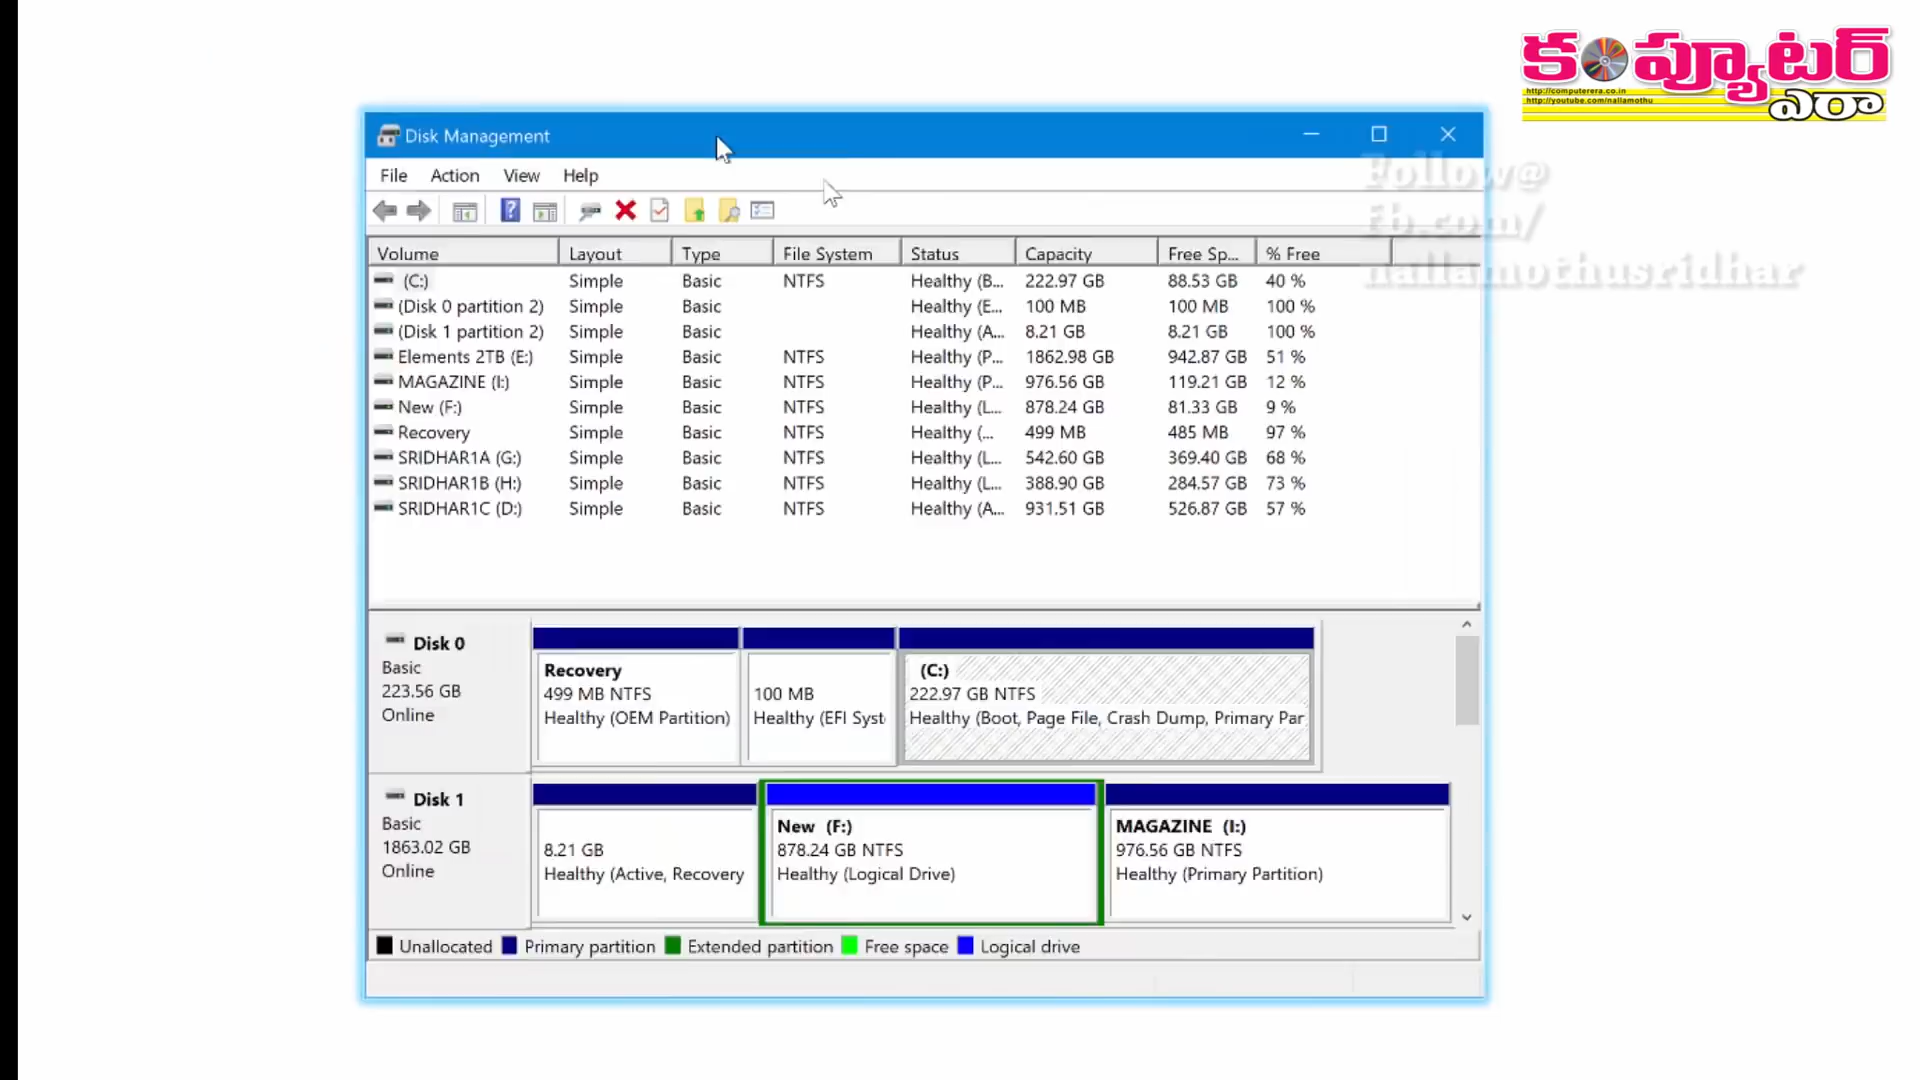 కంప్యూటర్
http://computerera.co.in
http://youtube.com/nallamothu
ఎరా
Disk Management
Follow@
fb.com/
nallamothusridhar
File Action View Help
Volume Layout Type File System Status Capacity Free Sp... % Free
(C:) Simple Basic NTFS Healthy (B... 222.97 GB 88.53 GB 40 %
(Disk 0 partition 2) Simple Basic Healthy (E... 100 MB 100 MB 100 %
(Disk 1 partition 2) Simple Basic Healthy (A... 8.21 GB 8.21 GB 100 %
Elements 2TB (E:) Simple Basic NTFS Healthy (P... 1862.98 GB 942.87 GB 51 %
MAGAZINE (I:) Simple Basic NTFS Healthy (P... 976.56 GB 119.21 GB 12 %
New (F:) Simple Basic NTFS Healthy (L... 878.24 GB 81.33 GB 9 %
Recovery Simple Basic NTFS Healthy (... 499 MB 485 MB 97 %
SRIDHAR1A (G:) Simple Basic NTFS Healthy (L... 542.60 GB 369.40 GB 68 %
SRIDHAR1B (H:) Simple Basic NTFS Healthy (L... 388.90 GB 284.57 GB 73 %
SRIDHAR1C (D:) Simple Basic NTFS Healthy (A... 931.51 GB 526.87 GB 57 %
Disk 0
Basic
223.56 GB
Online
Recovery
499 MB NTFS
Healthy (OEM Partition)
100 MB
Healthy (EFI Syst
(C:)
222.97 GB NTFS
Healthy (Boot, Page File, Crash Dump, Primary Par
Disk 1
Basic
1863.02 GB
Online
8.21 GB
Healthy (Active, Recovery
New (F:)
878.24 GB NTFS
Healthy (Logical Drive)
MAGAZINE (I:)
976.56 GB NTFS
Healthy (Primary Partition)
Unallocated Primary partition Extended partition Free space Logical drive